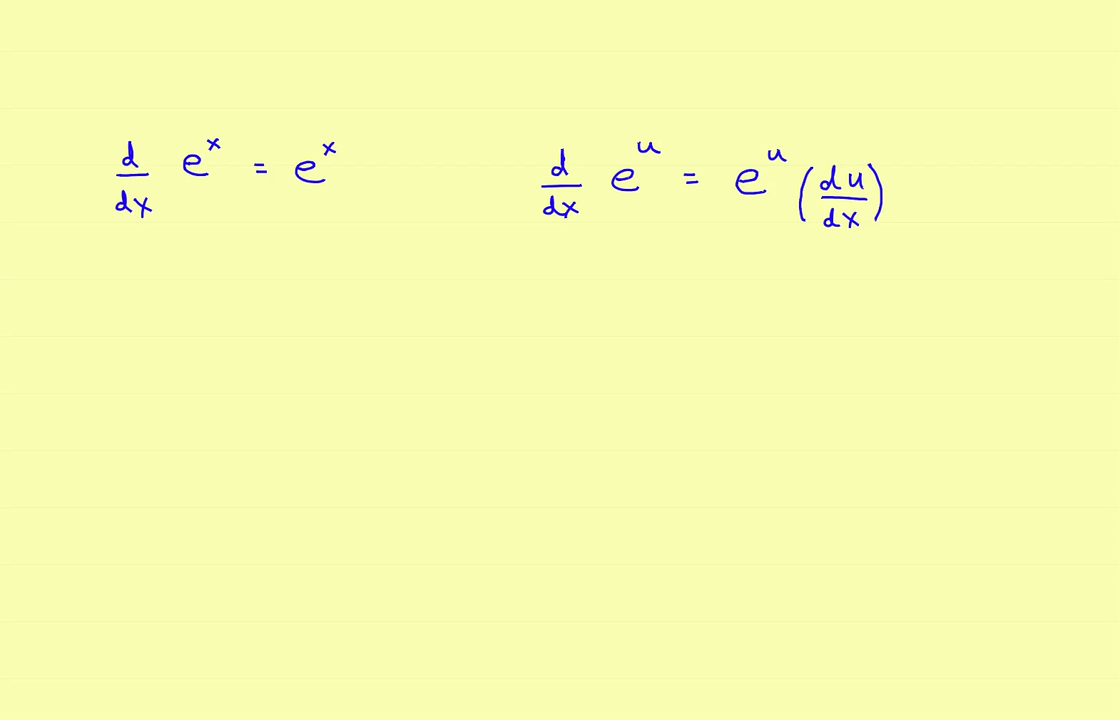 d/dx e^x = e^x
d/dx e^u = e^u (du/dx)